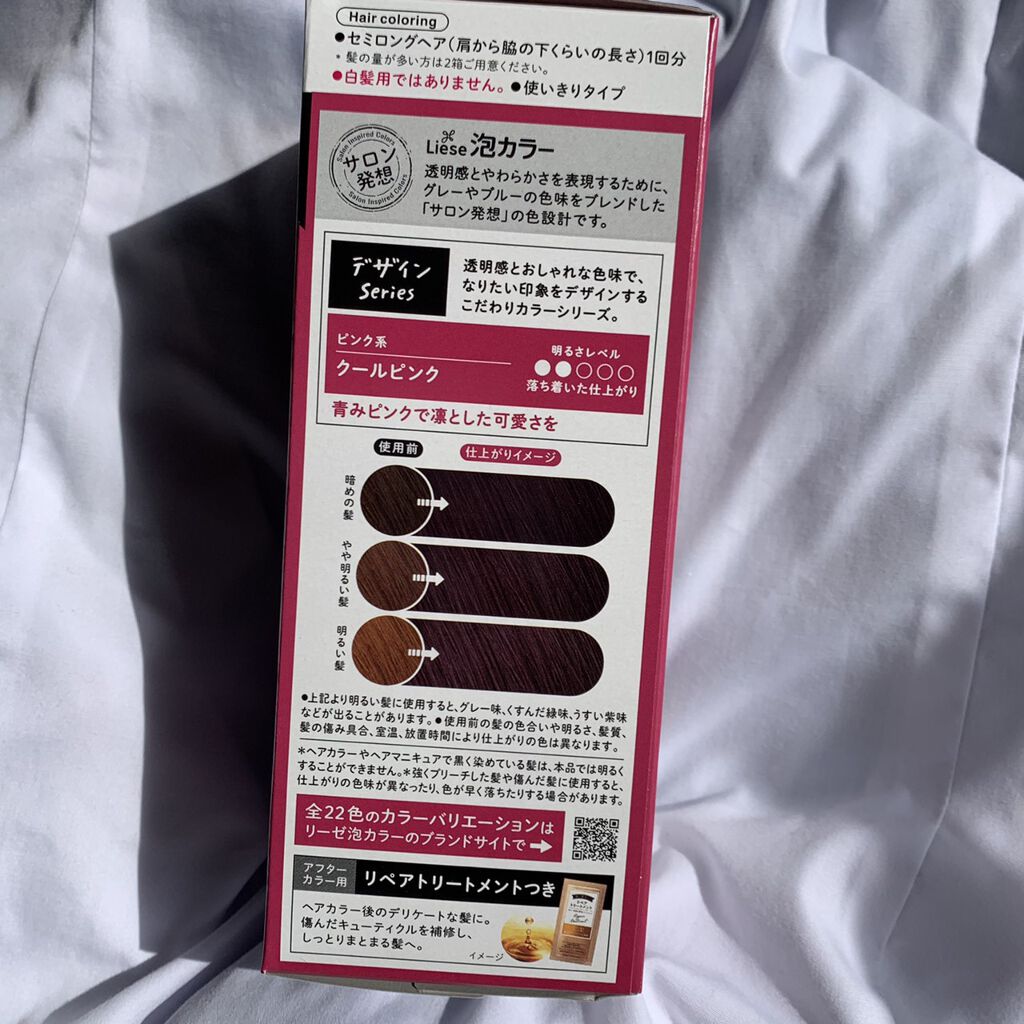 Hair coloring
●セミロングヘア(肩から脇の下くらいの長さ)1回分
* 髪の量が多い方は2箱ご用意ください。
●白髪用ではありません。 ●使いきりタイプ
Salon Inspired Colors
サロン
発想
Salon Inspired Colors
Liese 泡カラー
透明感とやわらかさを表現するために、
グレーやブルーの色味をブレンドした
「サロン発想」の色設計です。
デザイン
Series
透明感とおしゃれな色味で、
なりたい印象をデザインする
こだわりカラーシリーズ。
ピンク系
クールピンク
明るさレベル
落ち着いた仕上がり
青みピンクで凛とした可愛さを
使用前
仕上がりイメージ
暗めの髪
やや明るい髪
明るい髪
●上記より明るい髪に使用すると、グレー味、くすんだ緑味、うすい紫味
などが出ることがあります。●使用前の髪の色合いや明るさ、髪質、
髪の傷み具合、室温、放置時間により仕上がりの色は異なります。
*ヘアカラーやヘアマニキュアで黒く染めている髪は、本品では明るく
することができません。*強くブリーチした髪や傷んだ髪に使用すると、
仕上がりの色味が異なったり、色が早く落ちたりする場合があります。
全22色のカラーバリエーションは
リーゼ泡カラーのブランドサイトで➡
アフター
カラー用
リペアトリートメントつき
ヘアカラー後のデリケートな髪に。
傷んだキューティクルを補修し、
しっとりまとまる髪へ。
イメージ
リペア
トリートメント